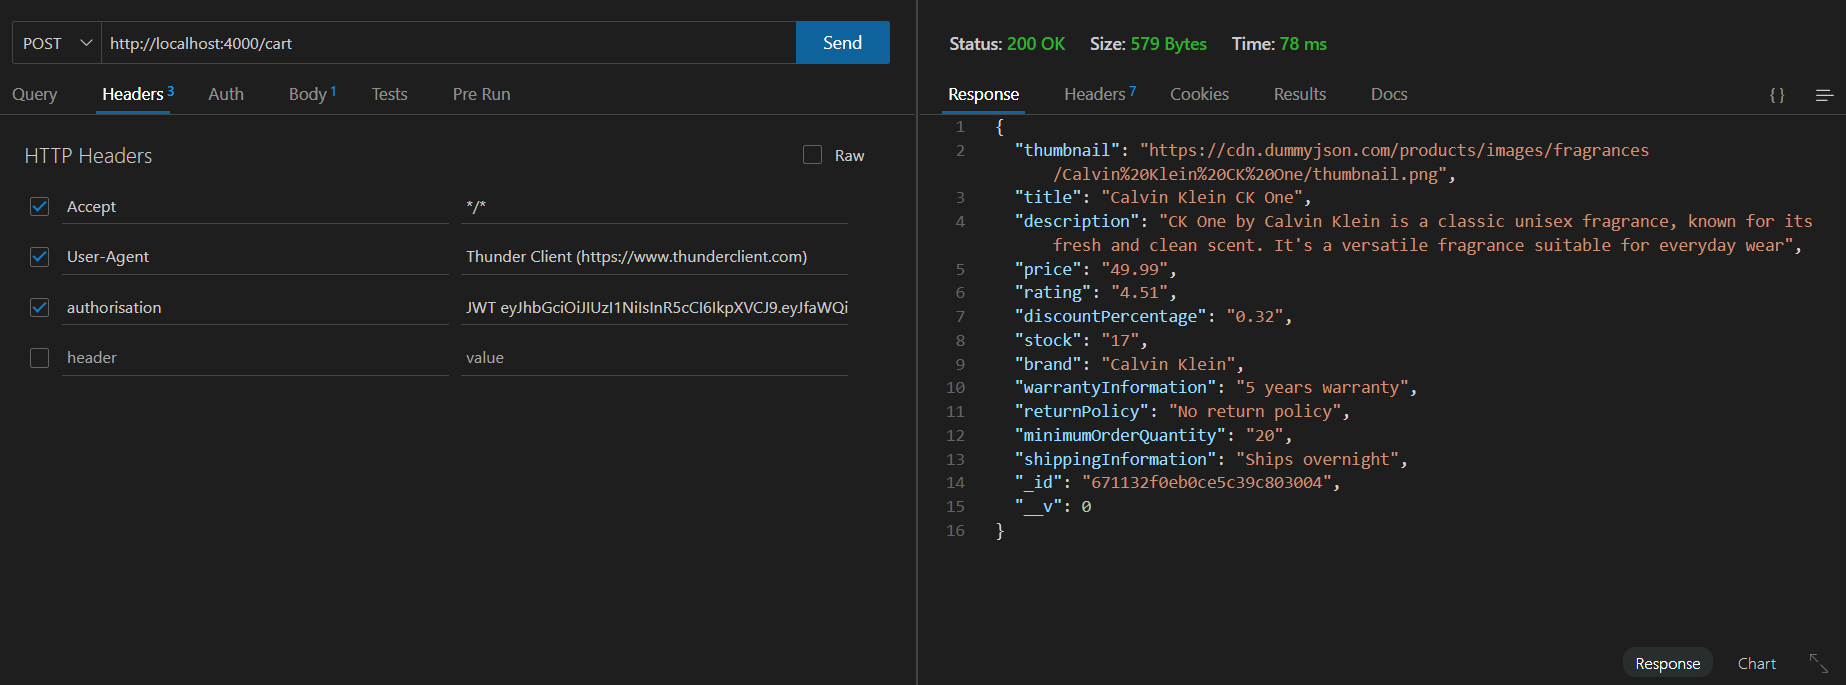 POST
http://localhost:4000/cart
Send
Query
Headers 3
Auth
Body 1
Tests
Pre Run
HTTP Headers
Raw
Accept
*/*
User-Agent
Thunder Client (https://www.thunderclient.com)
authorisation
JWT eyJhbGciOiJIUzI1NiIsInR5cCI6IkpXVCJ9.eyJfaWQi
header
value
Status: 200 OK Size: 579 Bytes Time: 78 ms
Response
Headers 7
Cookies
Results
Docs
{}
1 {
2 "thumbnail": "https://cdn.dummyjson.com/products/images/fragrances
/Calvin%20Klein%20CK%20One/thumbnail.png",
3 "title": "Calvin Klein CK One",
4 "description": "CK One by Calvin Klein is a classic unisex fragrance, known for its
fresh and clean scent. It's a versatile fragrance suitable for everyday wear",
5 "price": "49.99",
6 "rating": "4.51",
7 "discountPercentage": "0.32",
8 "stock": "17",
9 "brand": "Calvin Klein",
10 "warrantyInformation": "5 years warranty",
11 "returnPolicy": "No return policy",
12 "minimumOrderQuantity": "20",
13 "shippingInformation": "Ships overnight",
14 "_id": "671132f0eb0ce5c39c803004",
15 "__v": 0
16 }
Response
Chart